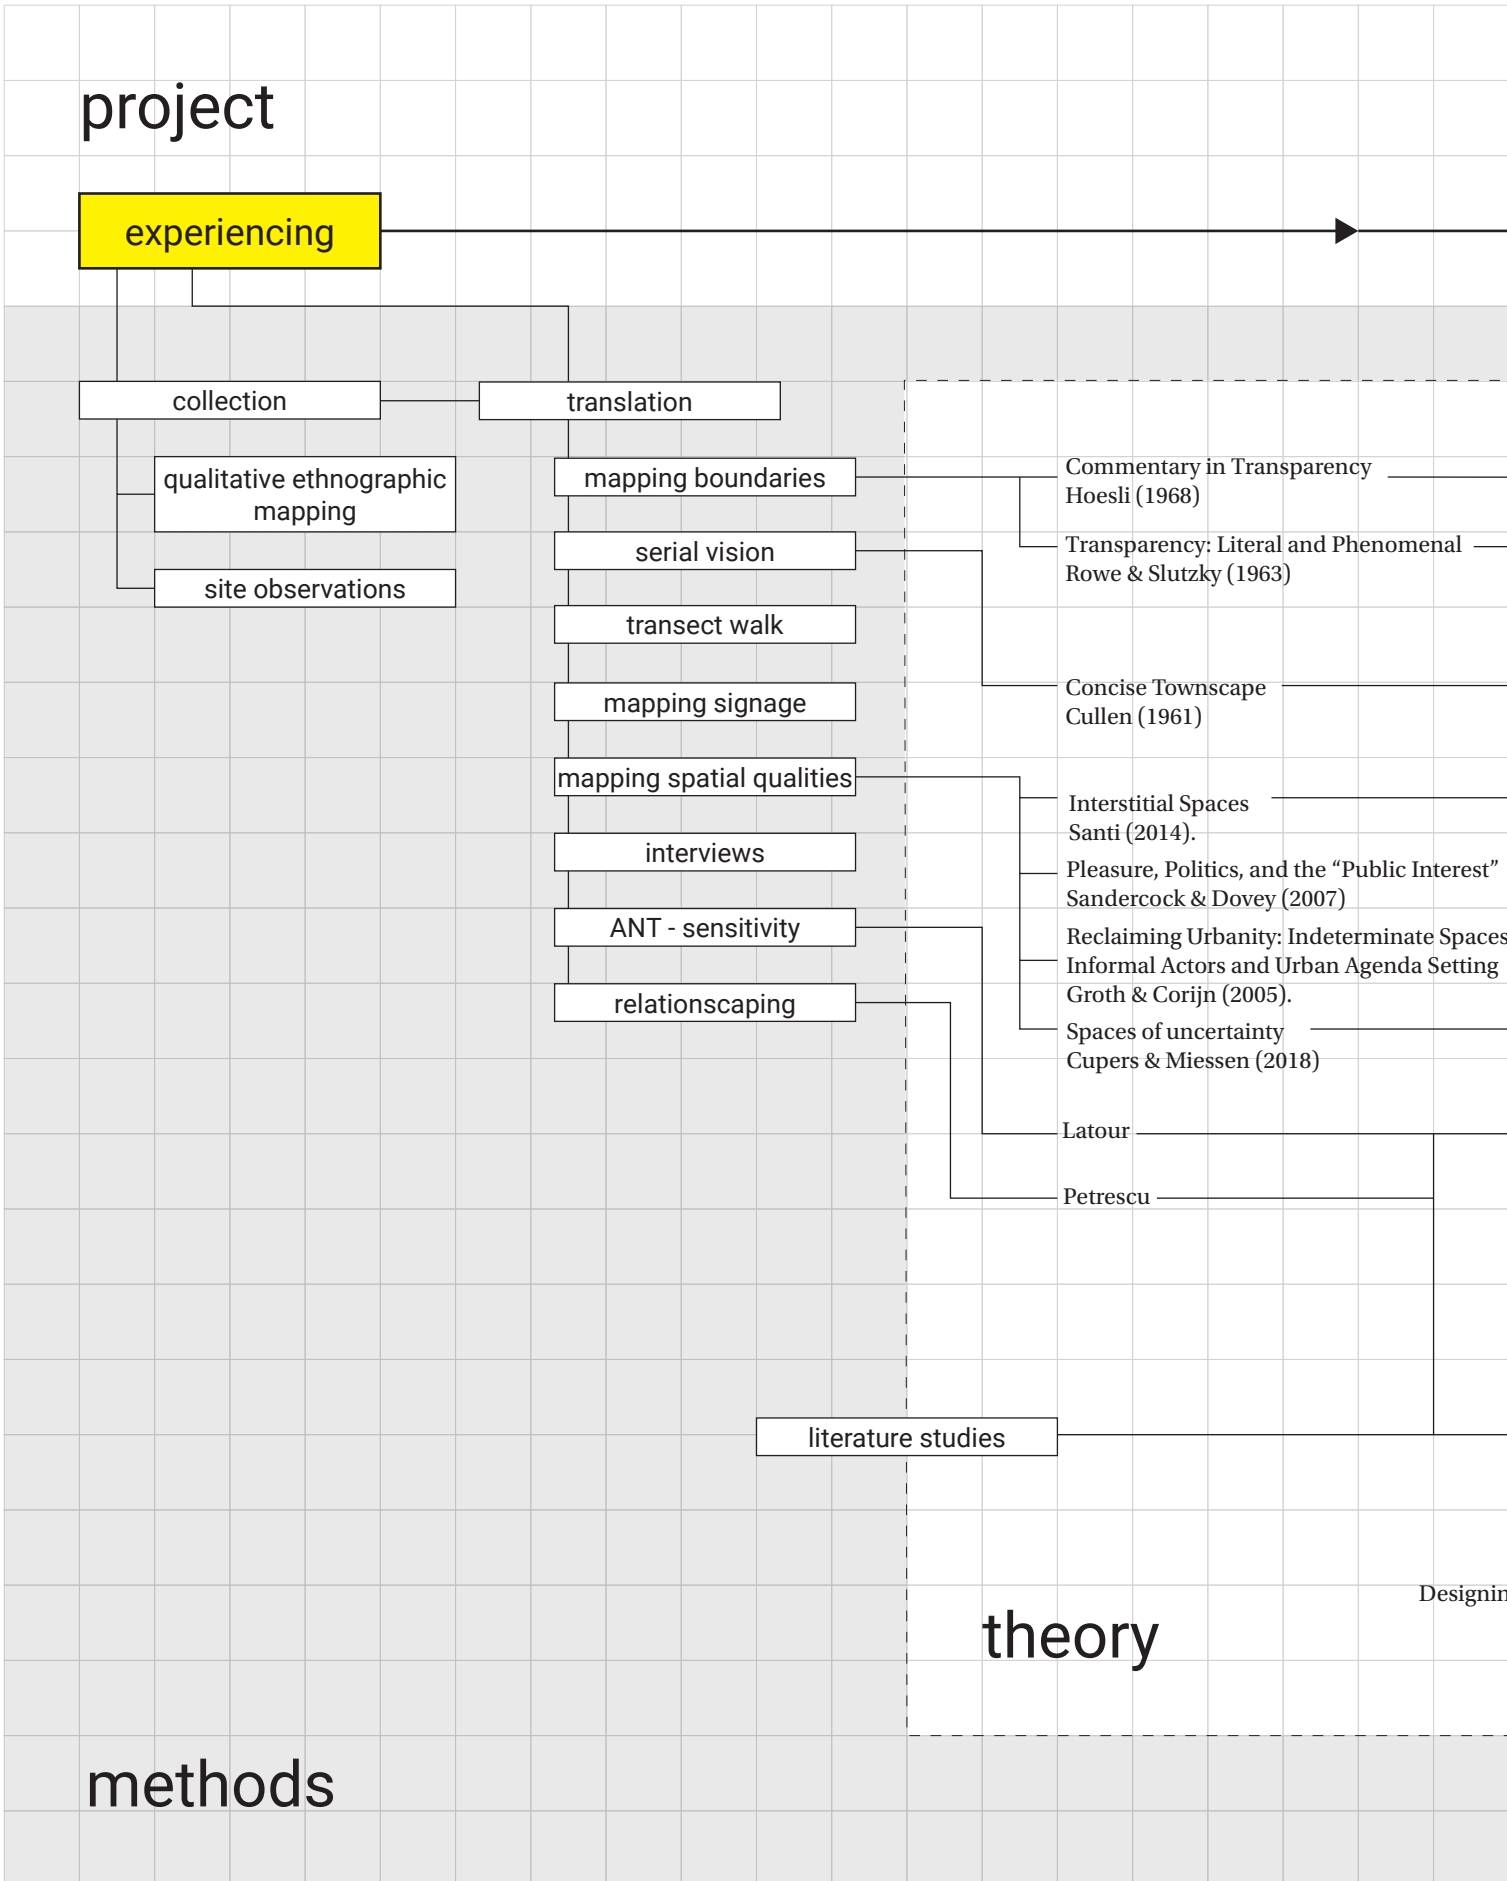 project
experiencing
collection
translation
qualitative ethnographic
mapping
site observations
mapping boundaries
serial vision
transect walk
mapping signage
mapping spatial qualities
interviews
ANT - sensitivity
relationscaping
Commentary in Transparency
Hoesli (1968)
Transparency: Literal and Phenomenal
Rowe & Slutzky (1963)
Concise Townscape
Cullen (1961)
Interstitial Spaces
Santi (2014).
Pleasure, Politics, and the “Public Interest”
Sandercock & Dovey (2007)
Reclaiming Urbanity: Indeterminate Spaces
Informal Actors and Urban Agenda Setting
Groth & Corijn (2005).
Spaces of uncertainty
Cupers & Miessen (2018)
Latour
Petrescu
literature studies
Designin
theory
methods